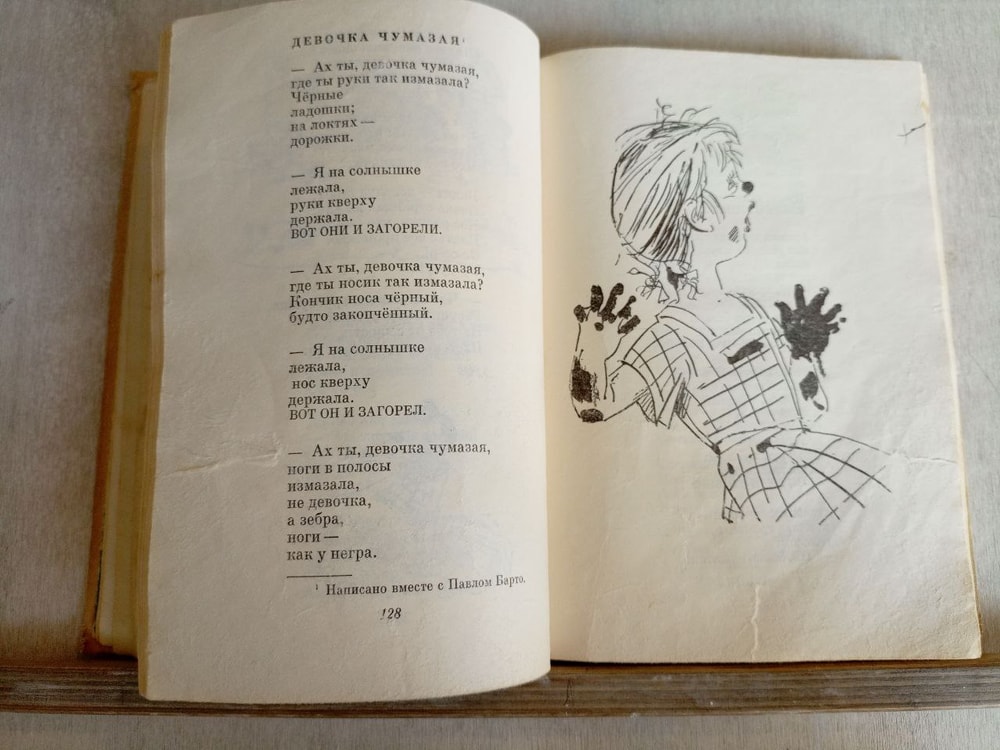 ДЕВОЧКА ЧУМАЗАЯ¹
— Ах ты, девочка чумазая,
где ты руки так измазала?
Чёрные
ладошки;
на локтях —
дорожки.
— Я на солнышке
лежала,
руки кверху
держала.
ВОТ ОНИ И ЗАГОРЕЛИ.
— Ах ты, девочка чумазая,
где ты носик так измазала?
Кончик носа чёрный,
будто закопчённый.
— Я на солнышке
лежала,
нос кверху
держала.
ВОТ ОН И ЗАГОРЕЛ.
— Ах ты, девочка чумазая,
ноги в полосы
измазала,
не девочка,
а зебра,
ноги —
как у негра.
¹ Написано вместе с Павлом Барто.
128